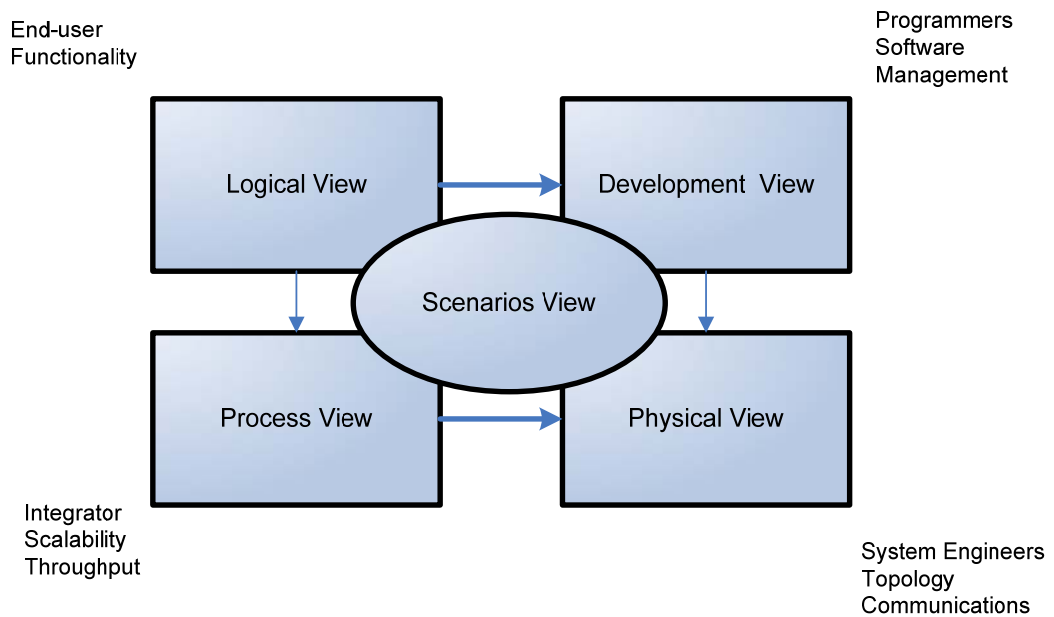 End-user
Functionality
Programmers
Software
Management
Logical View
Development View
Scenarios View
Process View
Physical View
Integrator
Scalability
Throughput
System Engineers
Topology
Communications